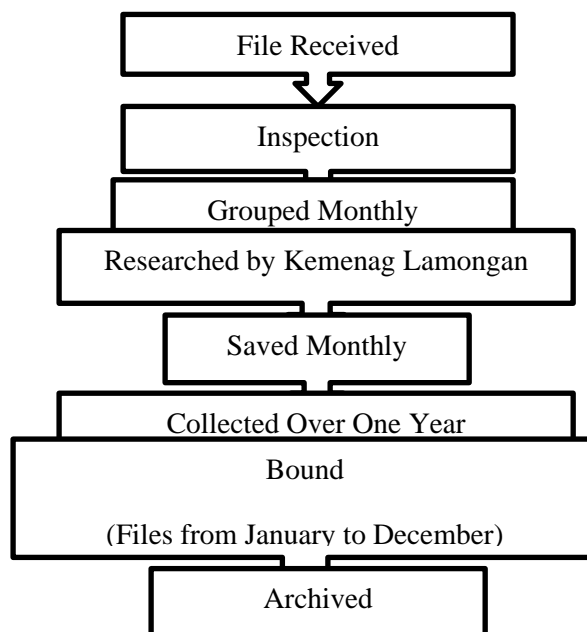 File Received
Inspection
Grouped Monthly
Researched by Kemenag Lamongan
Saved Monthly
Collected Over One Year
Bound
(Files from January to December)
Archived